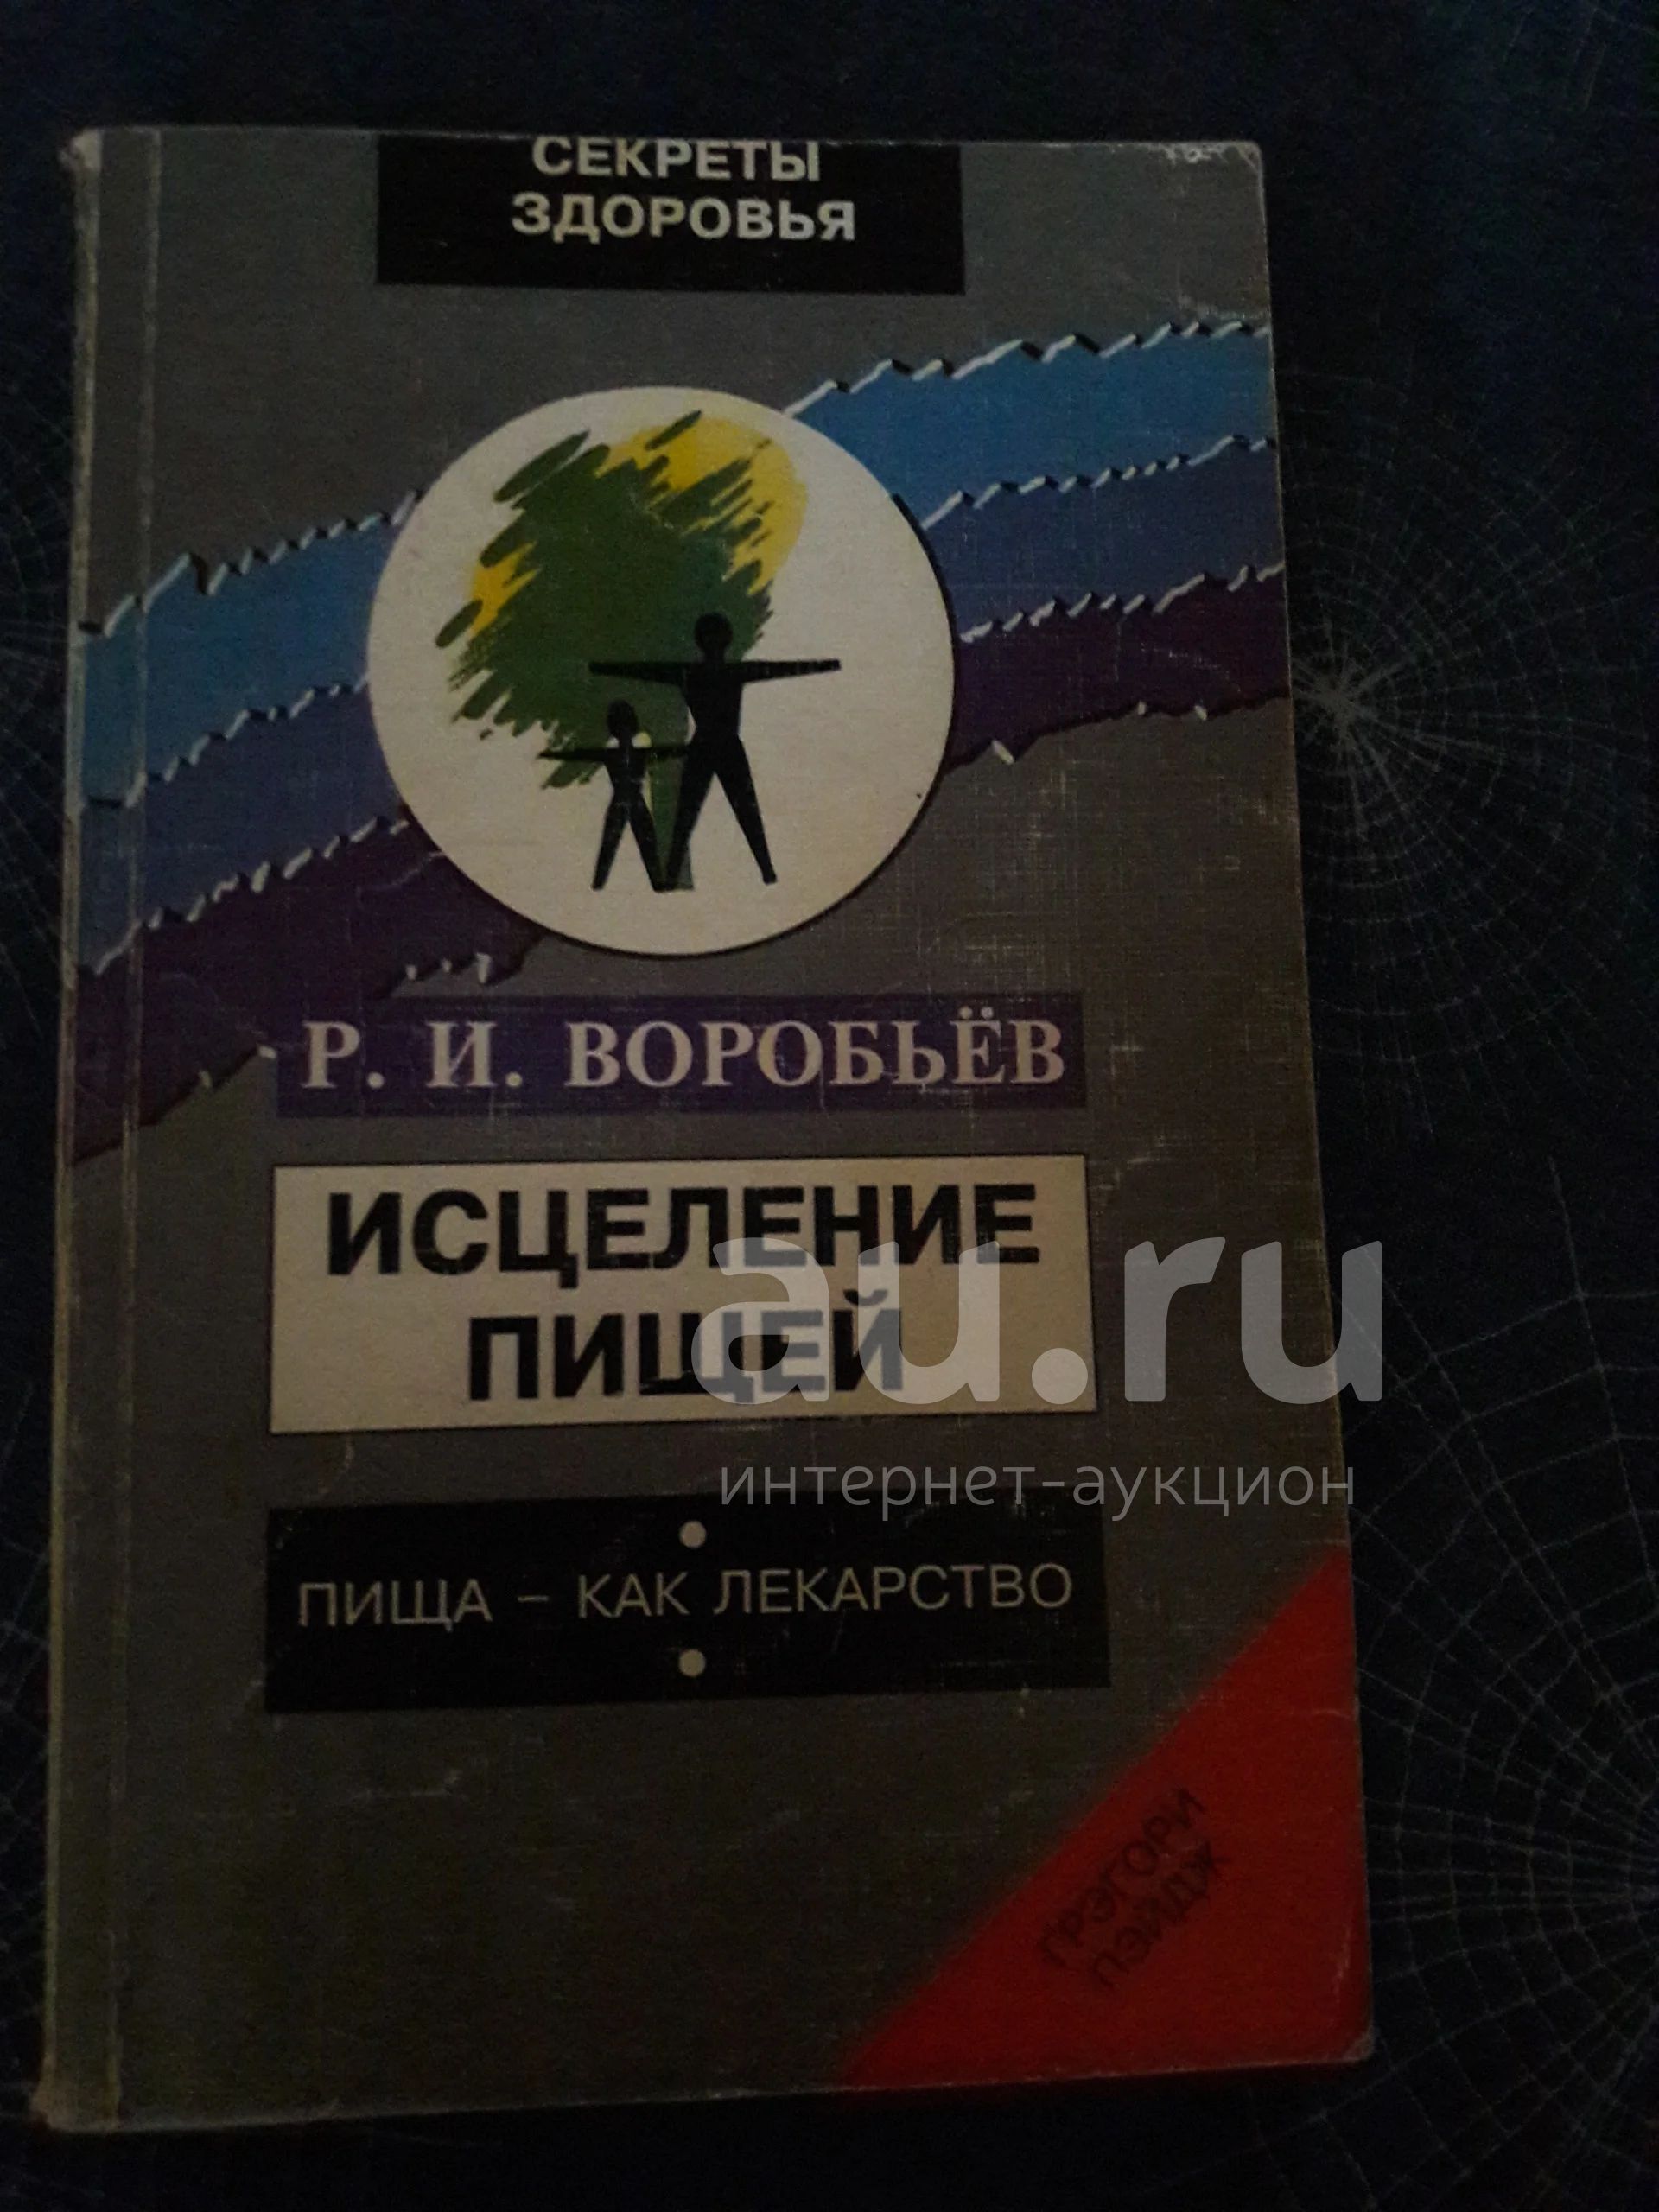 СЕКРЕТЫ
ЗДОРОВЬЯ
Р. И. ВОРОБЬЁВ
ИСЦЕЛЕНИЕ
ПИЩЕЙ
au.ru
интернет-аукцион
ПИЩА – КАК ЛЕКАРСТВО
ГРЭГОРИ
ПЭЙДЖ